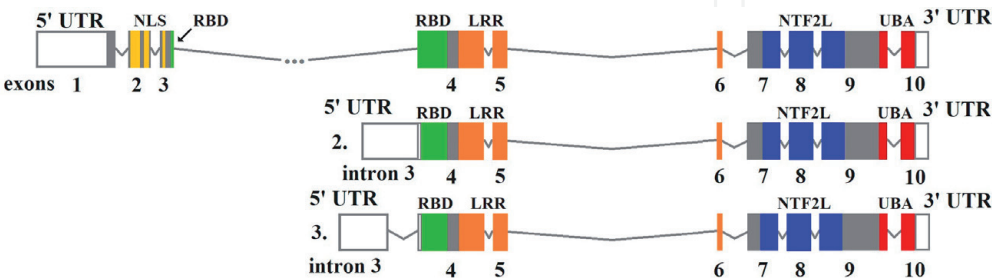 5' UTR NLS RBD RBD LRR NTF2L UBA 3' UTR
exons 1 2 3 4 5 6 7 8 9 10
5' UTR RBD LRR NTF2L UBA 3' UTR
2.
intron 3 4 5 6 7 8 9 10
5' UTR RBD LRR NTF2L UBA 3' UTR
3.
intron 3 4 5 6 7 8 9 10